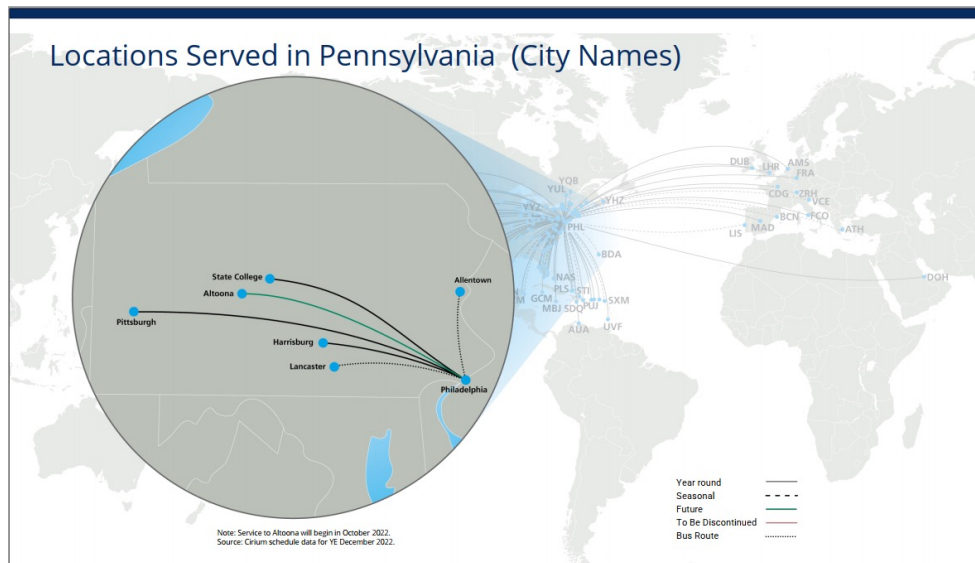 Locations Served in Pennsylvania (City Names)
State College
Altoona
Allentown
Pittsburgh
Harrisburg
Lancaster
Philadelphia
DUB
LHR
AMS
FRA
YQB
YUL
YHZ
YYZ
CDG
ZRH
VCE
PHL
BCN
FCO
LIS
MAD
ATH
BDA
DOH
NAS
PLS
STI
GCM
MBJ
SDQ
PUJ
SXM
AUA
UVF
Year round
Seasonal
Future
To Be Discontinued
Bus Route
Note: Service to Altoona will begin in October 2022.
Source: Cirium schedule data for YE December 2022.